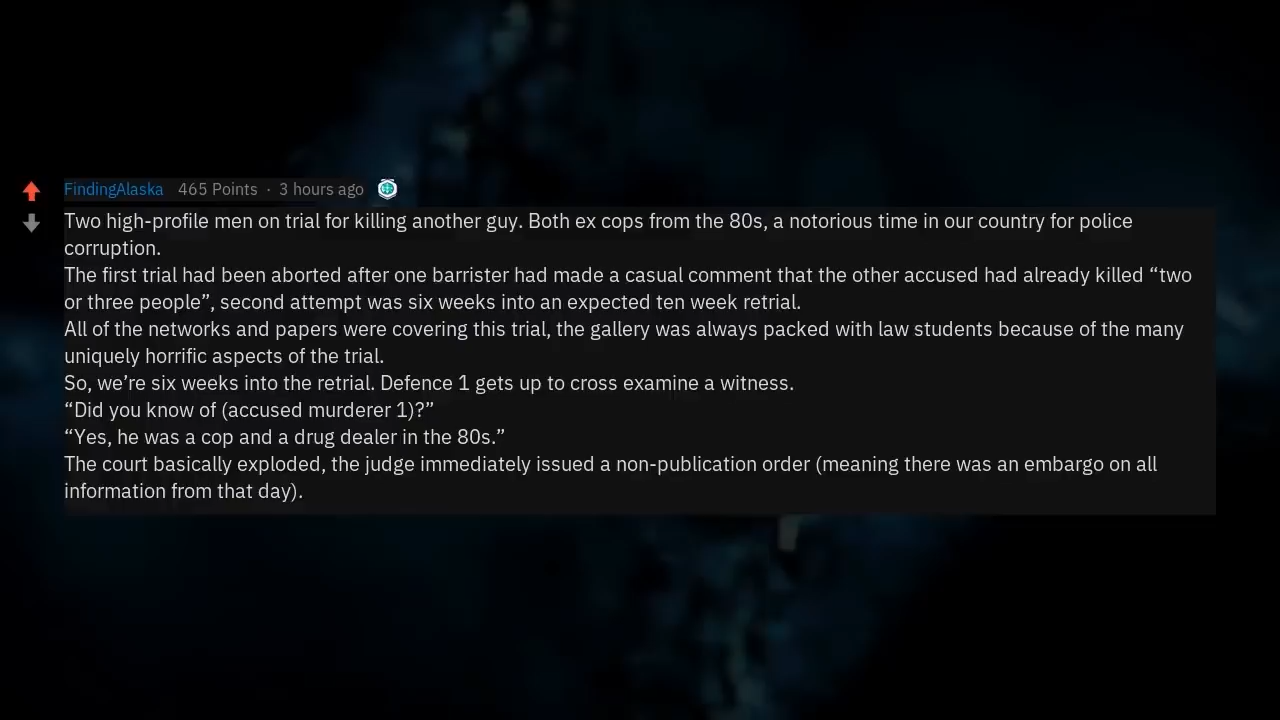 FindingAlaska 465 Points · 3 hours ago
Two high-profile men on trial for killing another guy. Both ex cops from the 80s, a notorious time in our country for police
corruption.
The first trial had been aborted after one barrister had made a casual comment that the other accused had already killed “two
or three people”, second attempt was six weeks into an expected ten week retrial.
All of the networks and papers were covering this trial, the gallery was always packed with law students because of the many
uniquely horrific aspects of the trial.
So, we’re six weeks into the retrial. Defence 1 gets up to cross examine a witness.
“Did you know of (accused murderer 1)?”
“Yes, he was a cop and a drug dealer in the 80s.”
The court basically exploded, the judge immediately issued a non-publication order (meaning there was an embargo on all
information from that day).